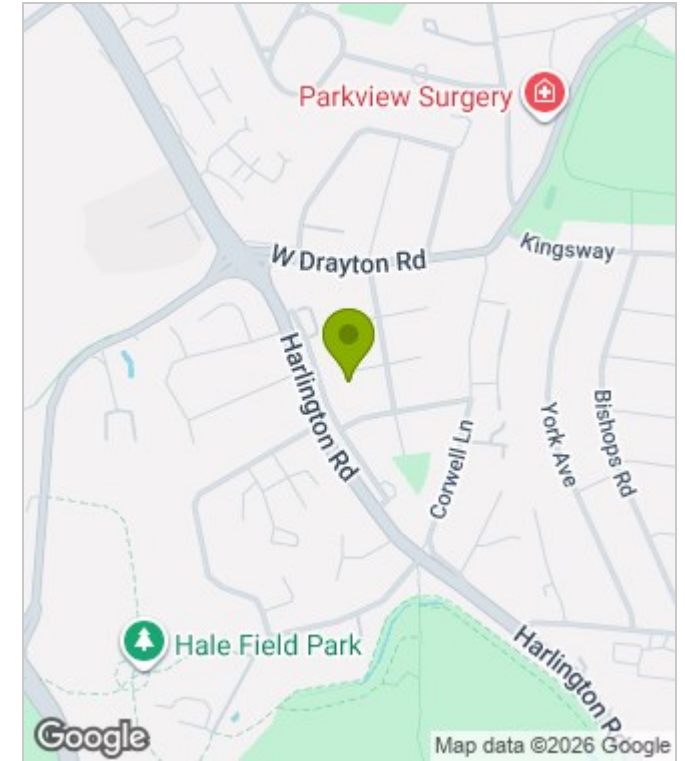 Parkview Surgery
Kingsway
W Drayton Rd
Harlington Rd
Bishops Rd
York Ave
Corwell Ln
Hale Field Park
Harlington R
Google
Map data ©2026 Google